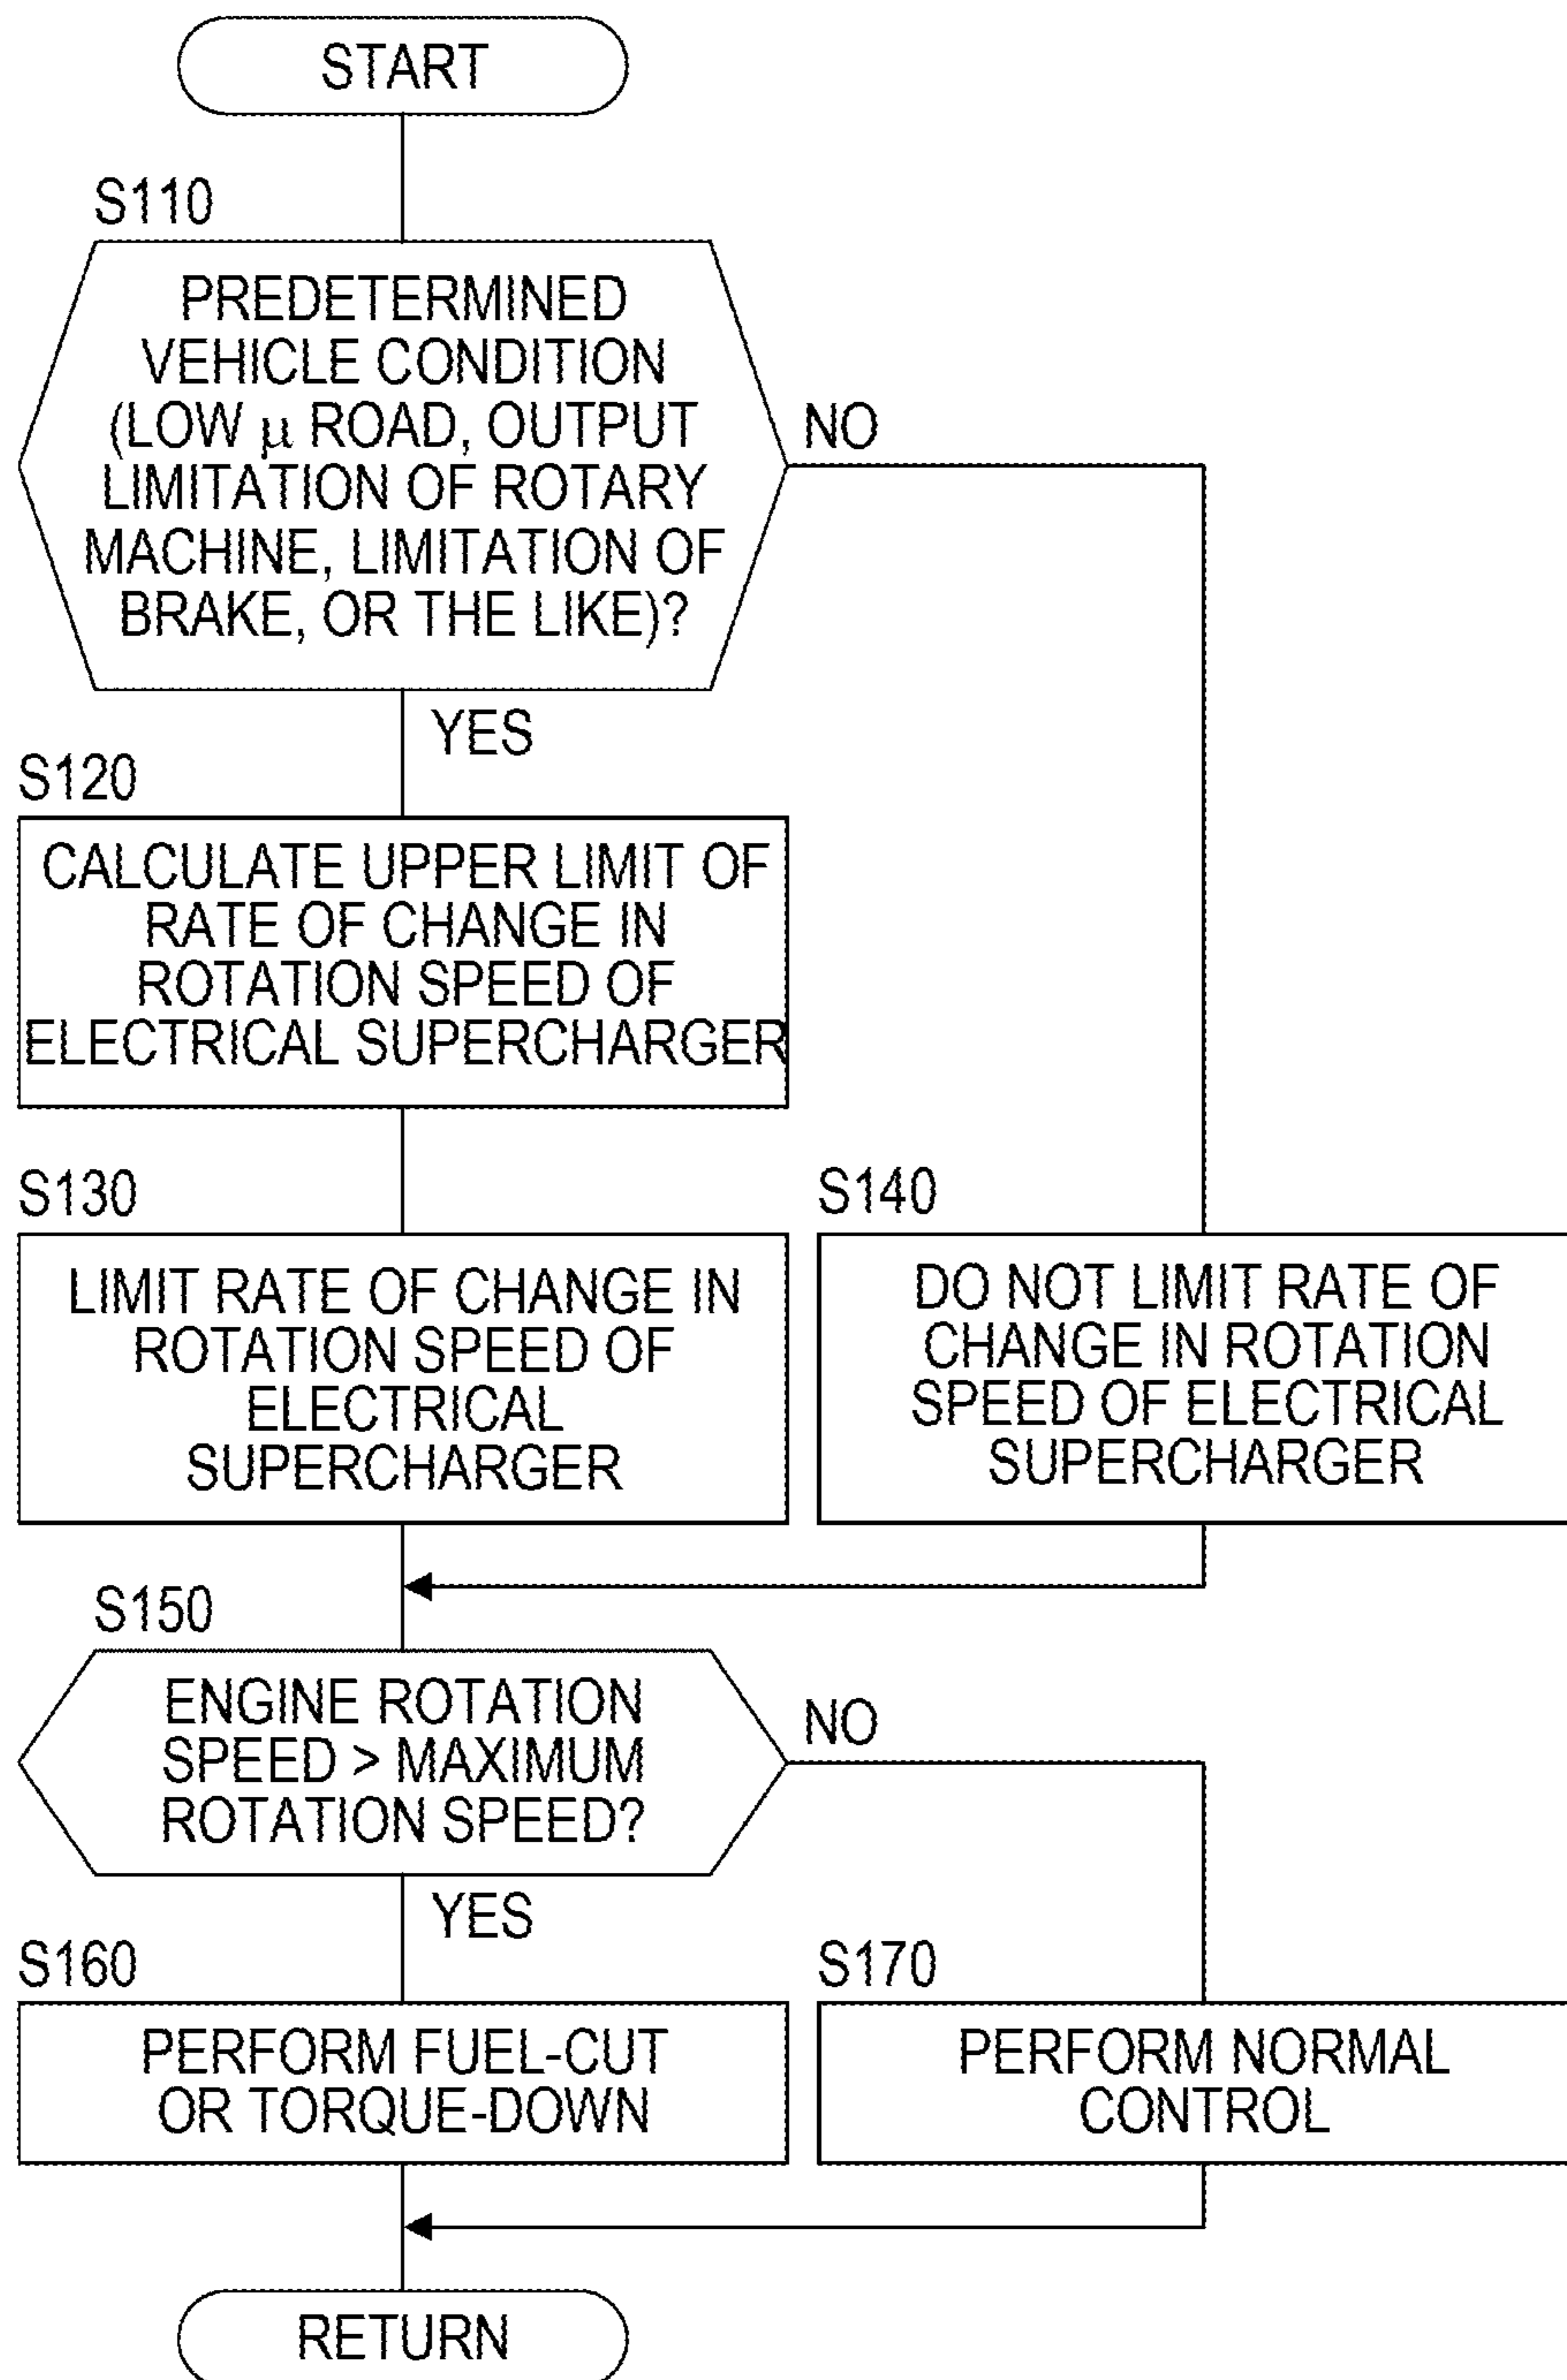 START
S110
PREDETERMINED
VEHICLE CONDITION
(LOW μ ROAD, OUTPUT
LIMITATION OF ROTARY
MACHINE, LIMITATION OF
BRAKE, OR THE LIKE)?
NO
YES
S120
CALCULATE UPPER LIMIT OF
RATE OF CHANGE IN
ROTATION SPEED OF
ELECTRICAL SUPERCHARGER
S130
LIMIT RATE OF CHANGE IN
ROTATION SPEED OF
ELECTRICAL
SUPERCHARGER
S140
DO NOT LIMIT RATE OF
CHANGE IN ROTATION
SPEED OF ELECTRICAL
SUPERCHARGER
S150
ENGINE ROTATION
SPEED > MAXIMUM
ROTATION SPEED?
NO
YES
S160
PERFORM FUEL-CUT
OR TORQUE-DOWN
S170
PERFORM NORMAL
CONTROL
RETURN